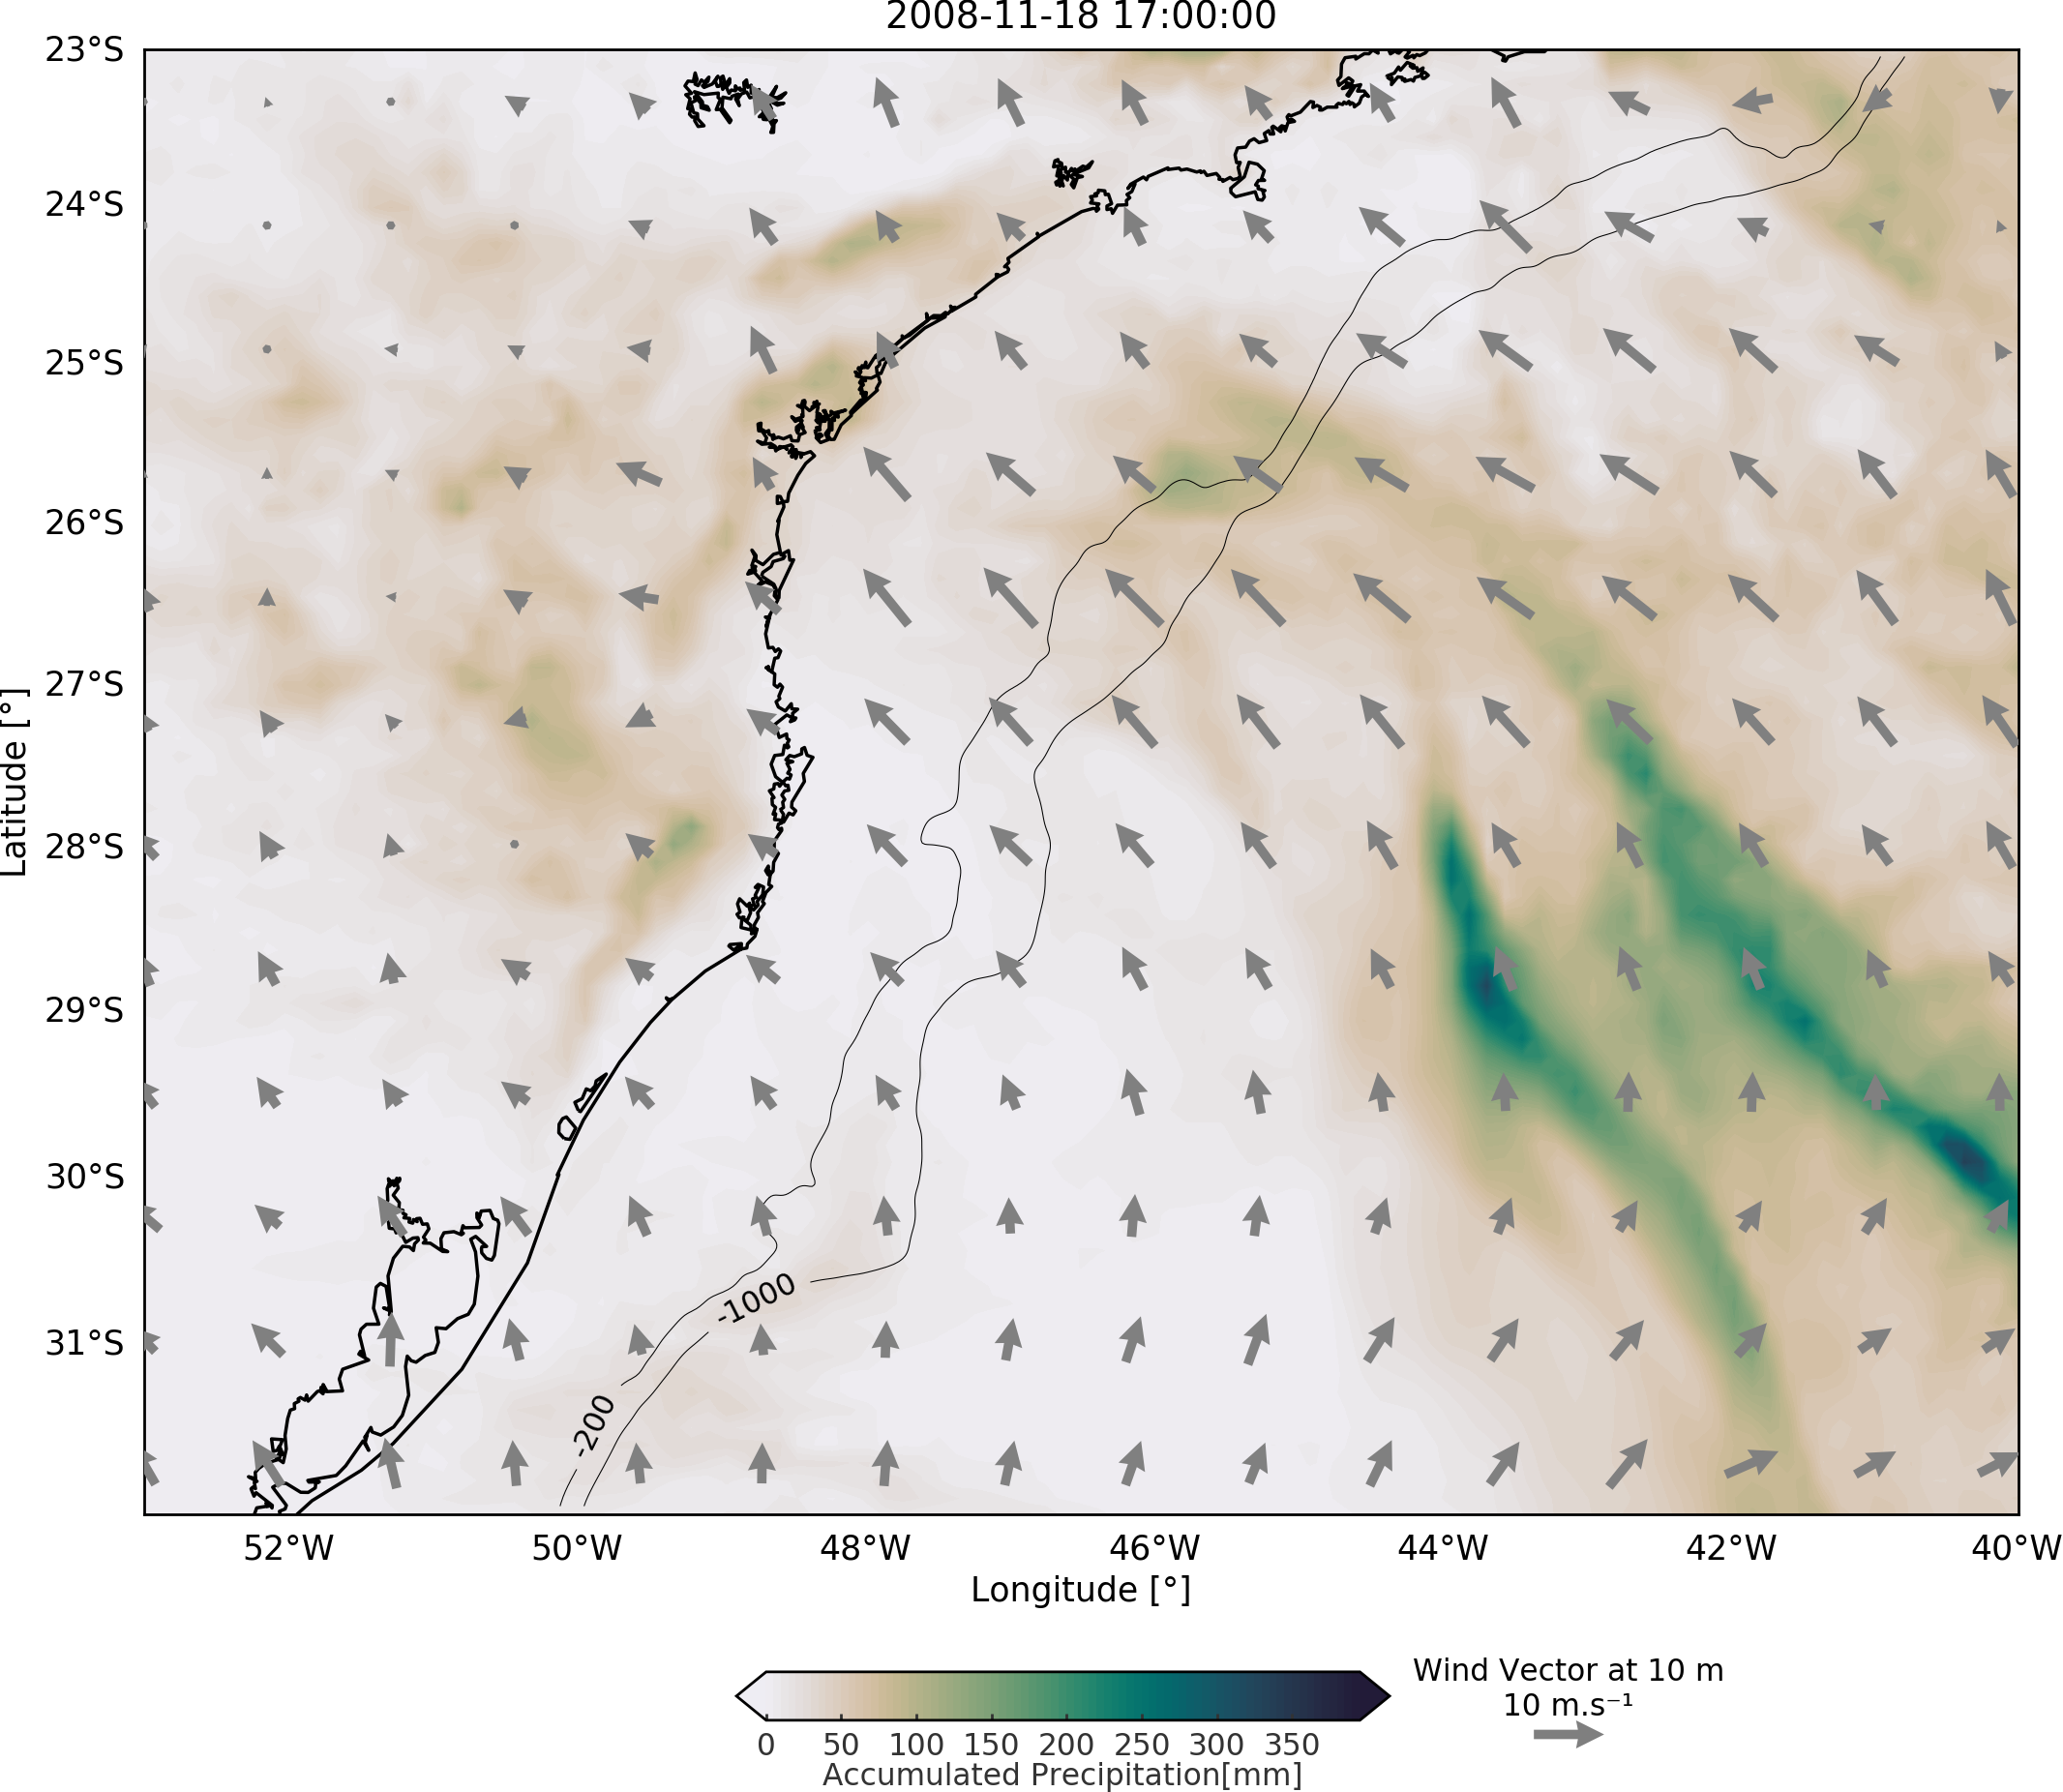 2008-11-18 17:00:00
23°S
24°S
25°S
26°S
27°S
28°S
29°S
30°S
31°S
Latitude [°]
-1000
-200
52°W
50°W
48°W
46°W
44°W
42°W
40°W
Longitude [°]
Wind Vector at 10 m
10 m.s⁻¹
0
50
100
150
200
250
300
350
Accumulated Precipitation[mm]